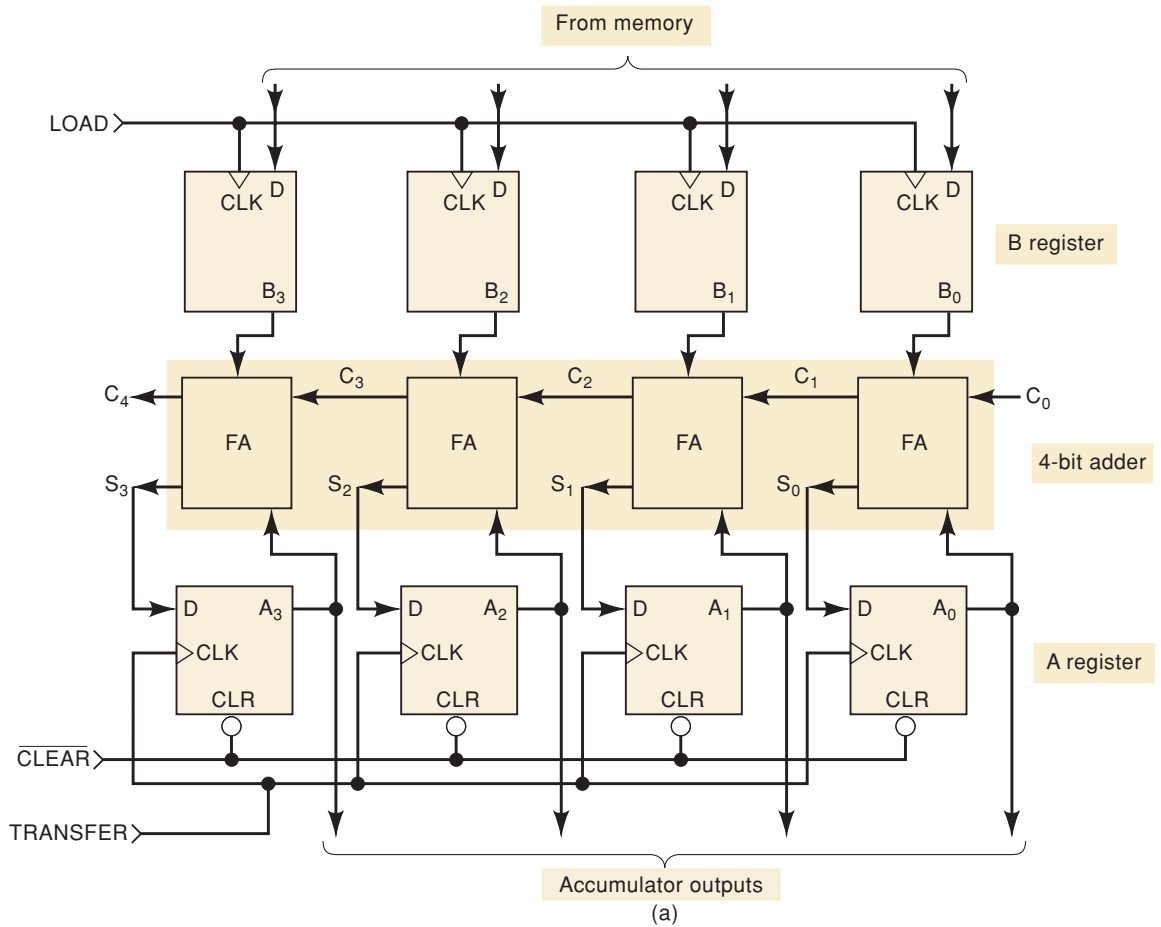 From memory
LOAD
D D D D
CLK CLK CLK CLK
B register
B₃ B₂ B₁ B₀
C₄ C₃ C₂ C₁ C₀
FA FA FA FA
4-bit adder
S₃ S₂ S₁ S₀
D A₃ D A₂ D A₁ D A₀
CLK CLK CLK CLK
A register
CLR CLR CLR CLR
C̅L̅E̅A̅R̅
TRANSFER
Accumulator outputs
(a)